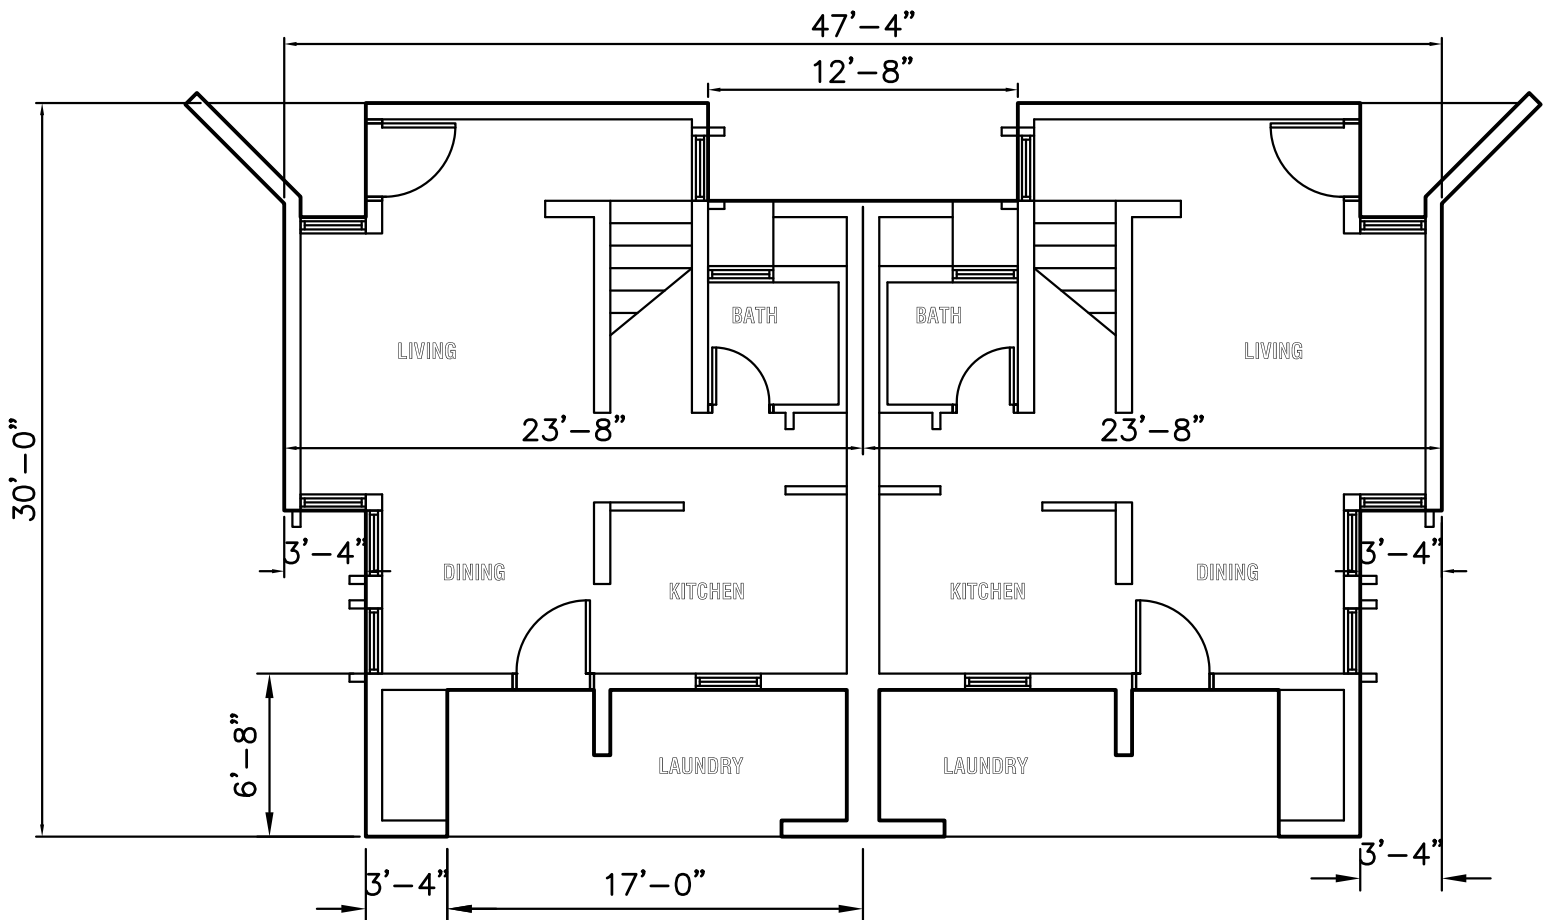 47’–4”
12’–8”
BATH
BATH
LIVING
LIVING
23’–8”
23’–8”
30’–0”
3’–4”
3’–4”
DINING
DINING
KITCHEN
KITCHEN
6’–8”
LAUNDRY
LAUNDRY
3’–4”
3’–4”
17’–0”